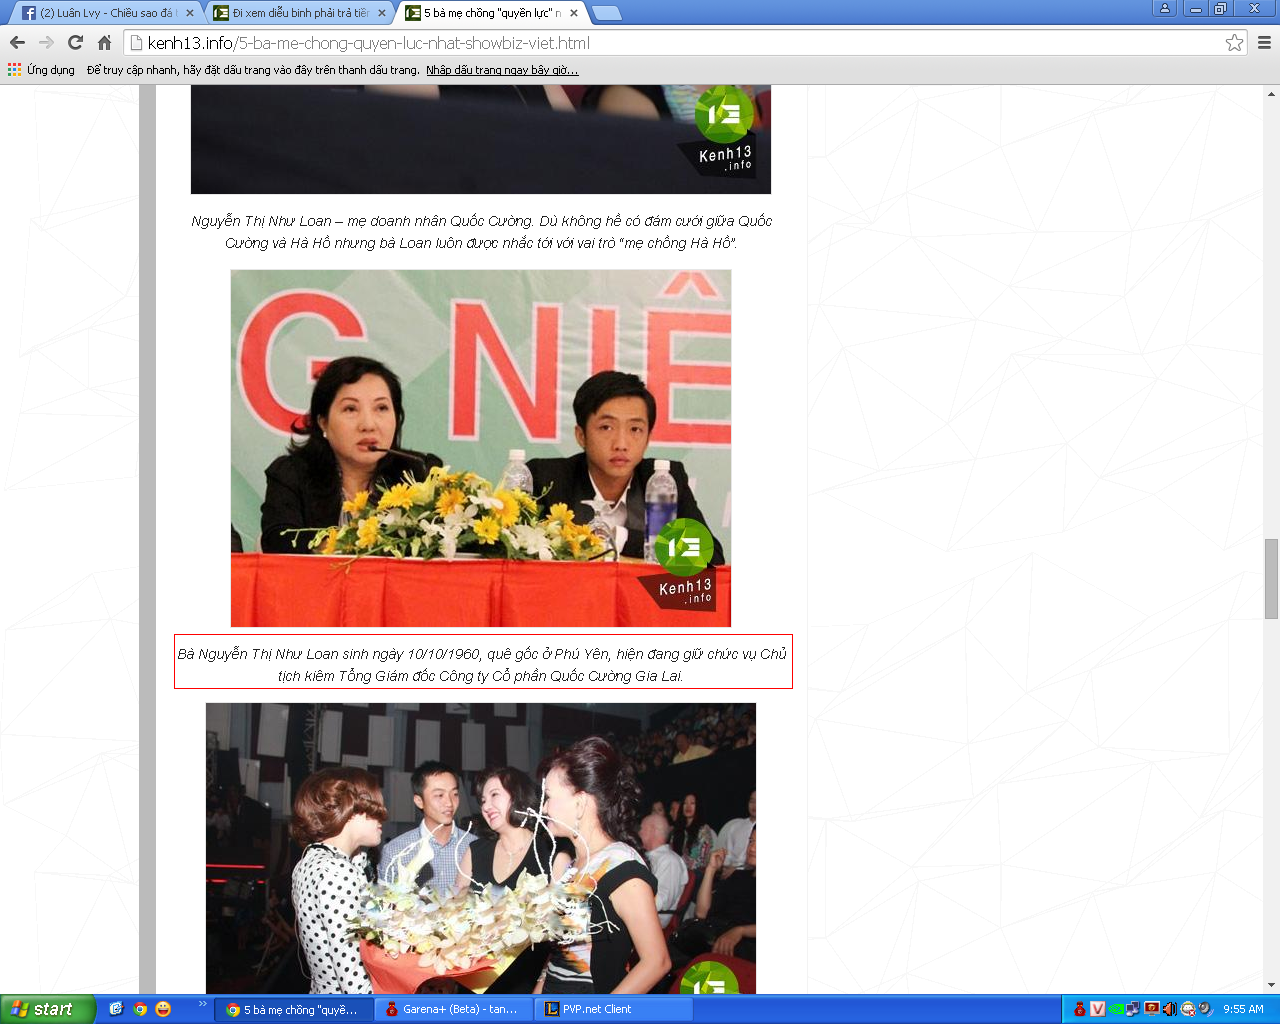 (2) Luân Lvy - Chiều sao đá
Đi xem diễu binh phải trả tiền
5 bà mẹ chồng "quyền lực" n
kenh13.info/5-ba-me-chong-quyen-luc-nhat-showbiz-viet.html
Ứng dụng
Để truy cập nhanh, hãy đặt dấu trang vào đây trên thanh dấu trang.
Nhập dấu trang ngay bây giờ...
Kenh13
.info
Nguyễn Thị Như Loan – mẹ doanh nhân Quốc Cường. Dù không hề có đám cưới giữa Quốc
Cường và Hà Hồ nhưng bà Loan luôn được nhắc tới với vai trò “mẹ chồng Hà Hồ”.
G NIÊ
Kenh13
.info
Bà Nguyễn Thị Như Loan sinh ngày 10/10/1960, quê gốc ở Phú Yên, hiện đang giữ chức vụ Chủ
tịch kiêm Tổng Giám đốc Công ty Cổ phần Quốc Cường Gia Lai.
start
5 bà mẹ chồng "quyề...
Garena+ (Beta) - tan...
PVP.net Client
9:55 AM